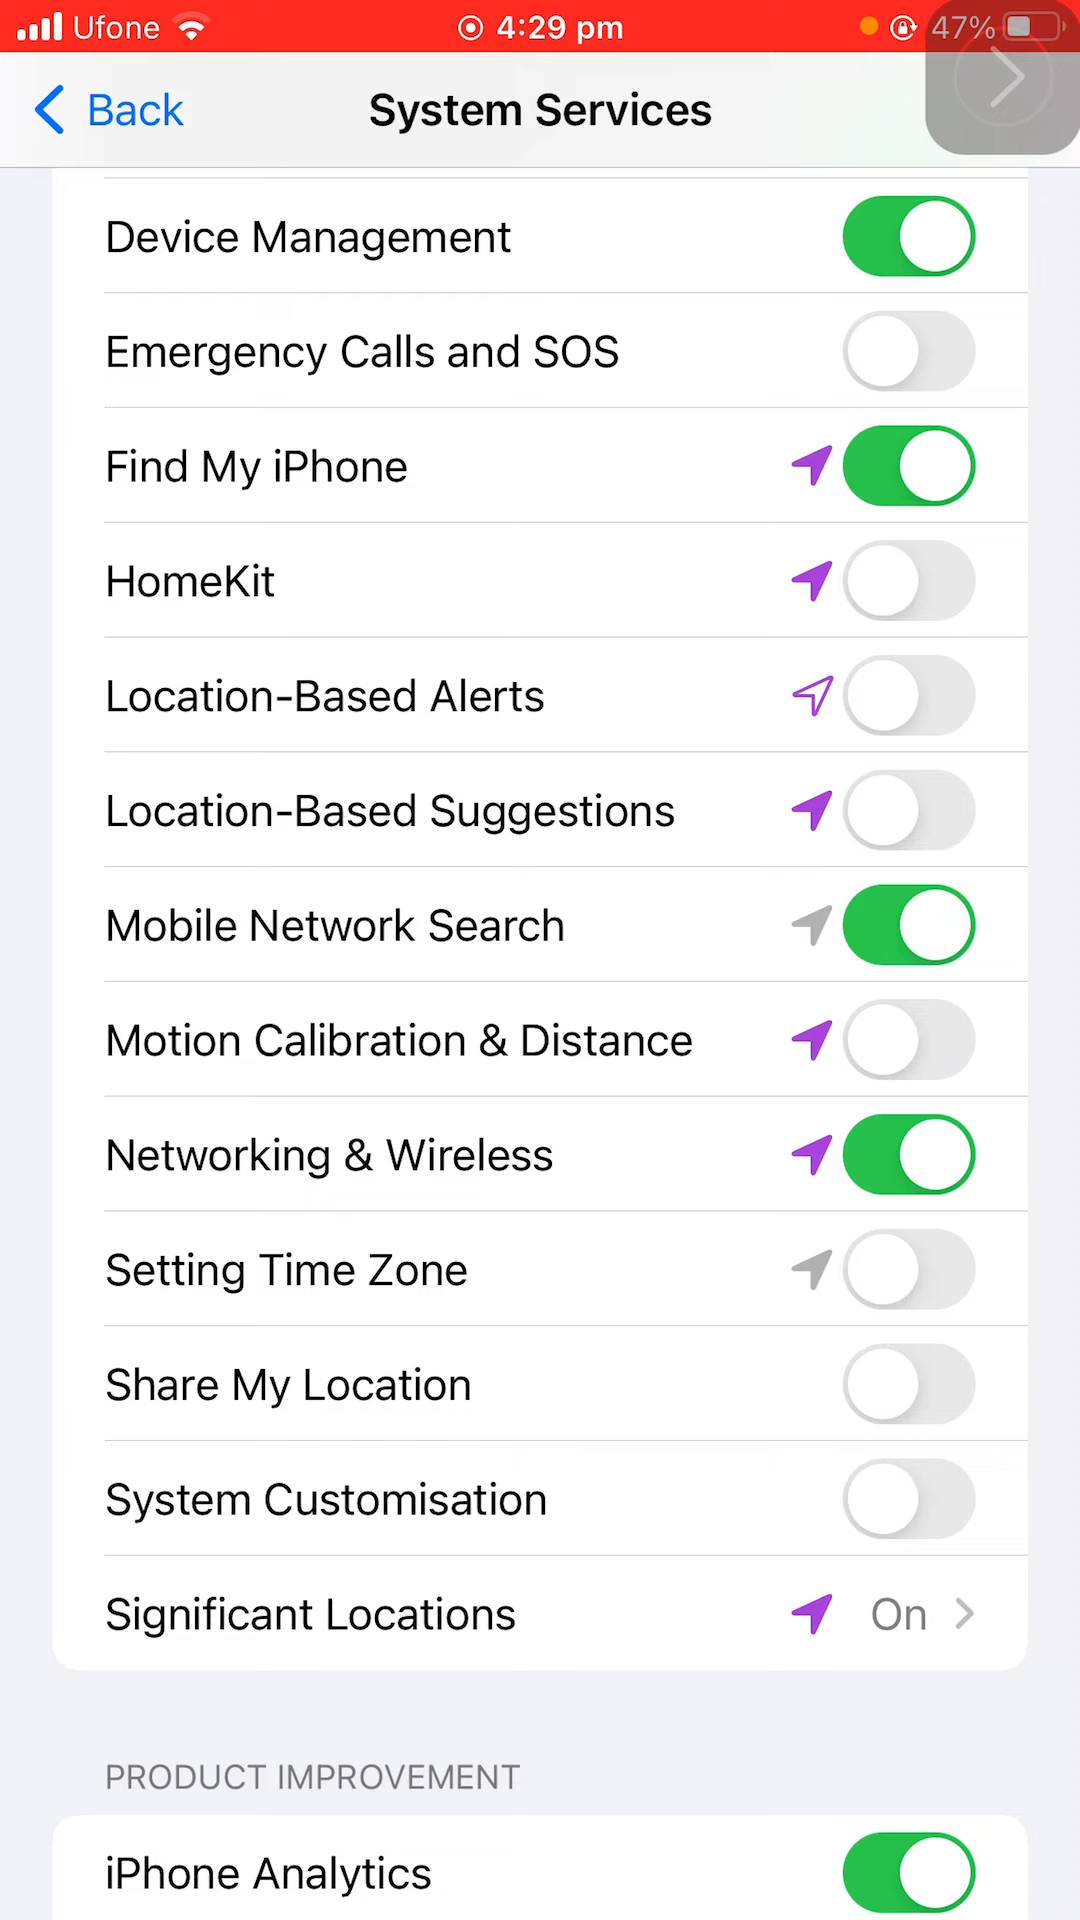 Ufone 4:29 pm 47%
Back System Services
Device Management
Emergency Calls and SOS
Find My iPhone
HomeKit
Location-Based Alerts
Location-Based Suggestions
Mobile Network Search
Motion Calibration & Distance
Networking & Wireless
Setting Time Zone
Share My Location
System Customisation
Significant Locations On
PRODUCT IMPROVEMENT
iPhone Analytics